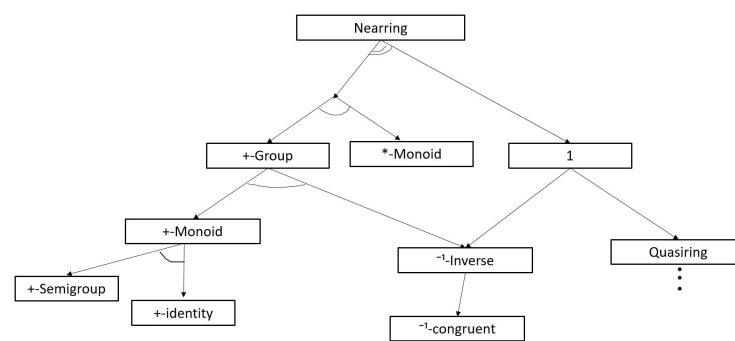 Nearring
+-Group
*-Monoid
1
+-Monoid
⁻¹-Inverse
Quasiring
+-Semigroup
+-identity
⁻¹-congruent